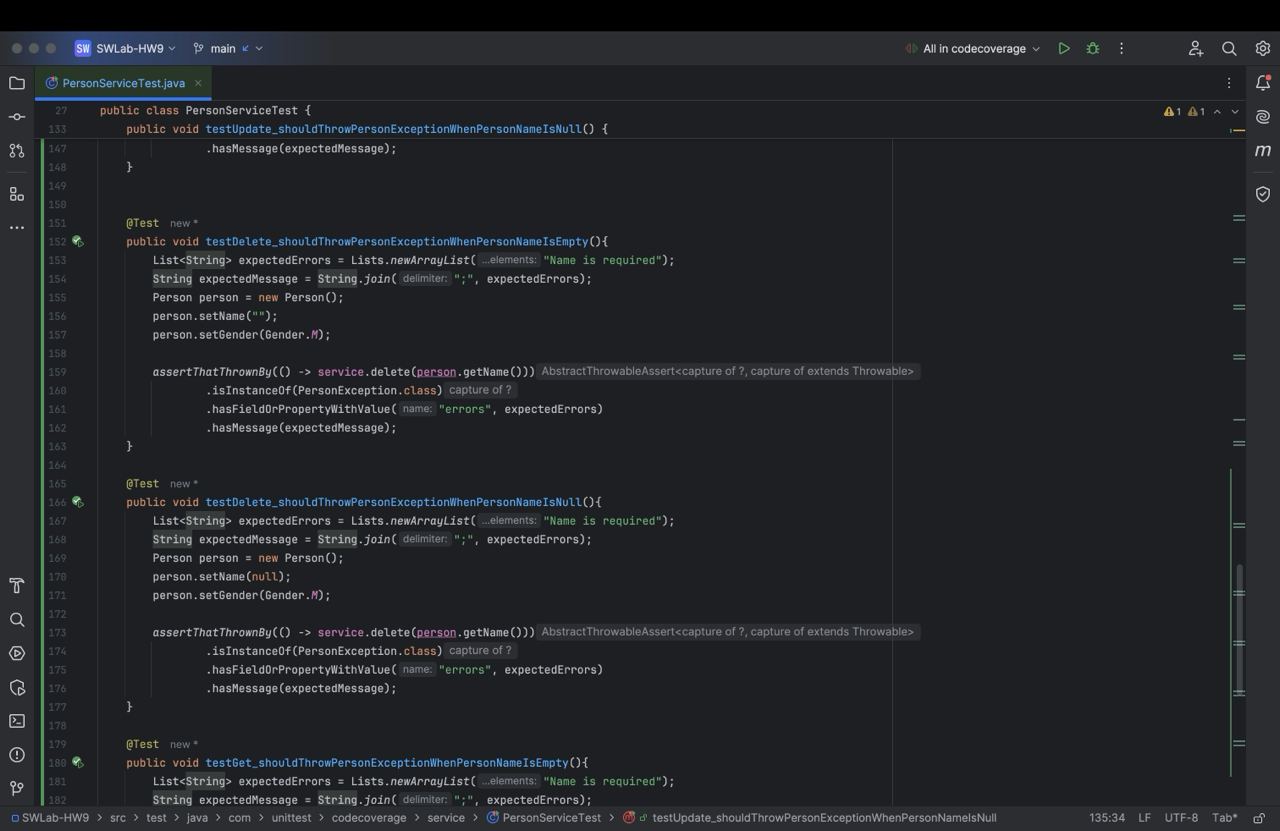 SW SWLab-HW9 main All in codecoverage
PersonServiceTest.java
27 public class PersonServiceTest { 1 1
133 public void testUpdate_shouldThrowPersonExceptionWhenPersonNameIsNull() {
147 .hasMessage(expectedMessage);
148 }
149
150
151 @Test new *
152 public void testDelete_shouldThrowPersonExceptionWhenPersonNameIsEmpty(){
153 List<String> expectedErrors = Lists.newArrayList( ...elements: "Name is required");
154 String expectedMessage = String.join( delimiter: ";", expectedErrors);
155 Person person = new Person();
156 person.setName("");
157 person.setGender(Gender.M);
158
159 assertThatThrownBy(() -> service.delete(person.getName())) AbstractThrowableAssert<capture of ?, capture of extends Throwable>
160 .isInstanceOf(PersonException.class) capture of ?
161 .hasFieldOrPropertyWithValue( name: "errors", expectedErrors)
162 .hasMessage(expectedMessage);
163 }
164
165 @Test new *
166 public void testDelete_shouldThrowPersonExceptionWhenPersonNameIsNull(){
167 List<String> expectedErrors = Lists.newArrayList( ...elements: "Name is required");
168 String expectedMessage = String.join( delimiter: ";", expectedErrors);
169 Person person = new Person();
170 person.setName(null);
171 person.setGender(Gender.M);
172
173 assertThatThrownBy(() -> service.delete(person.getName())) AbstractThrowableAssert<capture of ?, capture of extends Throwable>
174 .isInstanceOf(PersonException.class) capture of ?
175 .hasFieldOrPropertyWithValue( name: "errors", expectedErrors)
176 .hasMessage(expectedMessage);
177 }
178
179 @Test new *
180 public void testGet_shouldThrowPersonExceptionWhenPersonNameIsEmpty(){
181 List<String> expectedErrors = Lists.newArrayList( ...elements: "Name is required");
182 String expectedMessage = String.join( delimiter: ";", expectedErrors);
SWLab-HW9 > src > test > java > com > unittest > codecoverage > service > PersonServiceTest > testUpdate_shouldThrowPersonExceptionWhenPersonNameIsNull 135:34 LF UTF-8 Tab*